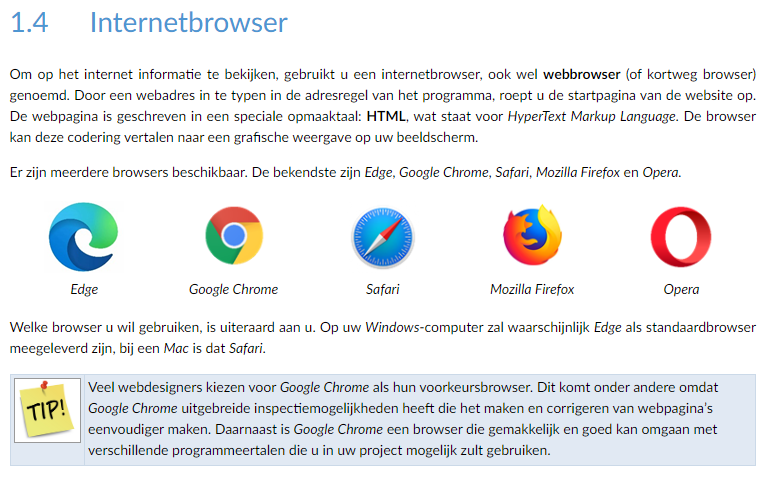 1.4 Internetbrowser
Om op het internet informatie te bekijken, gebruikt u een internetbrowser, ook wel webbrowser (of kortweg browser)
genoemd. Door een webadres in te typen in de adresregel van het programma, roept u de startpagina van de website op.
De webpagina is geschreven in een speciale opmaaktaal: HTML, wat staat voor HyperText Markup Language. De browser
kan deze codering vertalen naar een grafische weergave op uw beeldscherm.
Er zijn meerdere browsers beschikbaar. De bekendste zijn Edge, Google Chrome, Safari, Mozilla Firefox en Opera.
Edge Google Chrome Safari Mozilla Firefox Opera
Welke browser u wil gebruiken, is uiteraard aan u. Op uw Windows-computer zal waarschijnlijk Edge als standaardbrowser
meegeleverd zijn, bij een Mac is dat Safari.
TIP!
Veel webdesigners kiezen voor Google Chrome als hun voorkeursbrowser. Dit komt onder andere omdat
Google Chrome uitgebreide inspectiemogelijkheden heeft die het maken en corrigeren van webpagina's
eenvoudiger maken. Daarnaast is Google Chrome een browser die gemakkelijk en goed kan omgaan met
verschillende programmeertalen die u in uw project mogelijk zult gebruiken.